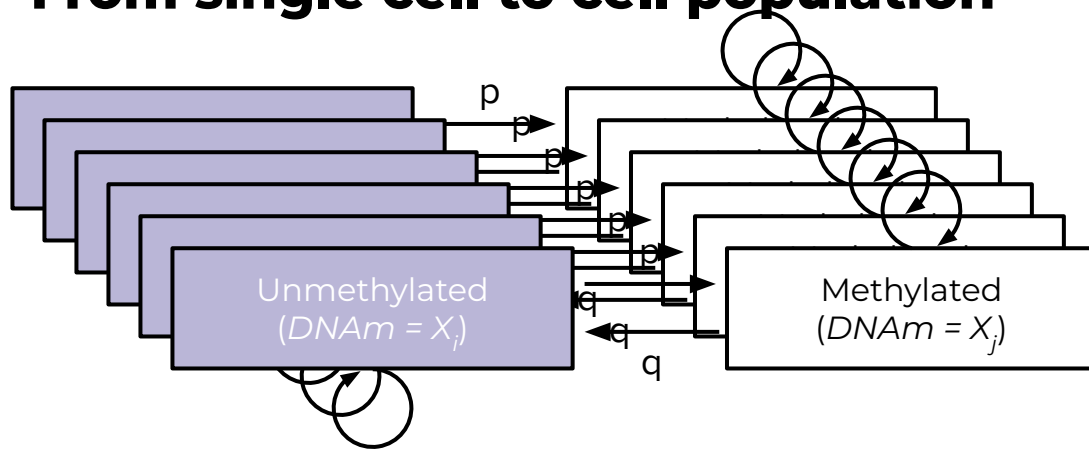 From single cell to cell population
p
p
p
p
p
p
Unmethylated
(DNAm = Xi)
Methylated
(DNAm = Xj)
q
q
q